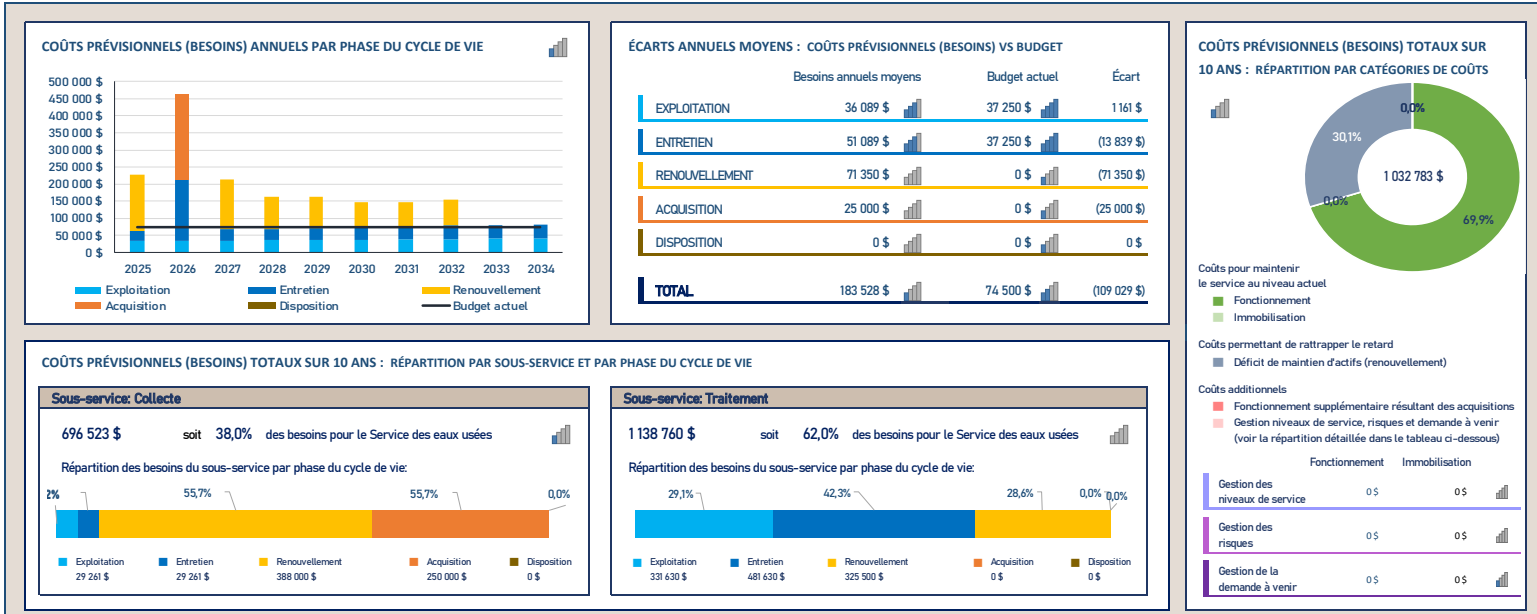 COÛTS PRÉVISIONNELS (BESOINS) ANNUELS PAR PHASE DU CYCLE DE VIE
500 000 $
450 000 $
400 000 $
350 000 $
300 000 $
250 000 $
200 000 $
150 000 $
100 000 $
50 000 $
0 $
2025 2026 2027 2028 2029 2030 2031 2032 2033 2034
Exploitation Entretien Renouvellement
Acquisition Disposition Budget actuel
ÉCARTS ANNUELS MOYENS : COÛTS PRÉVISIONNELS (BESOINS) VS BUDGET
Besoins annuels moyens Budget actuel Écart
EXPLOITATION 36 089 $ 37 250 $ 1 161 $
ENTRETIEN 51 089 $ 37 250 $ (13 839 $)
RENOUVELLEMENT 71 350 $ 0 $ (71 350 $)
ACQUISITION 25 000 $ 0 $ (25 000 $)
DISPOSITION 0 $ 0 $ 0 $
TOTAL 183 528 $ 74 500 $ (109 029 $)
COÛTS PRÉVISIONNELS (BESOINS) TOTAUX SUR 10 ANS : RÉPARTITION PAR SOUS-SERVICE ET PAR PHASE DU CYCLE DE VIE
Sous-service: Collecte
696 523 $ soit 38,0% des besoins pour le Service des eaux usées
Répartition des besoins du sous-service par phase du cycle de vie:
2% 55,7% 55,7% 0,0%
Exploitation Entretien Renouvellement Acquisition Disposition
29 261 $ 29 261 $ 388 000 $ 250 000 $ 0 $
Sous-service: Traitement
1 138 760 $ soit 62,0% des besoins pour le Service des eaux usées
Répartition des besoins du sous-service par phase du cycle de vie:
29,1% 42,3% 28,6% 0,0% 0,0%
Exploitation Entretien Renouvellement Acquisition Disposition
331 630 $ 481 630 $ 325 500 $ 0 $ 0 $
COÛTS PRÉVISIONNELS (BESOINS) TOTAUX SUR
10 ANS : RÉPARTITION PAR CATÉGORIES DE COÛTS
0,0%
30,1%
1 032 783 $
0,0%
69,9%
Coûts pour maintenir
le service au niveau actuel
Fonctionnement
Immobilisation
Coûts permettant de rattrapper le retard
Déficit de maintien d'actifs (renouvellement)
Coûts additionnels
Fonctionnement supplémentaire résultant des acquisitions
Gestion niveaux de service, risques et demande à venir
(voir la répartition détaillée dans le tableau ci-dessous)
Fonctionnement Immobilisation
Gestion des
niveaux de service 0 $ 0 $
Gestion des
risques 0 $ 0 $
Gestion de la
demande à venir 0 $ 0 $